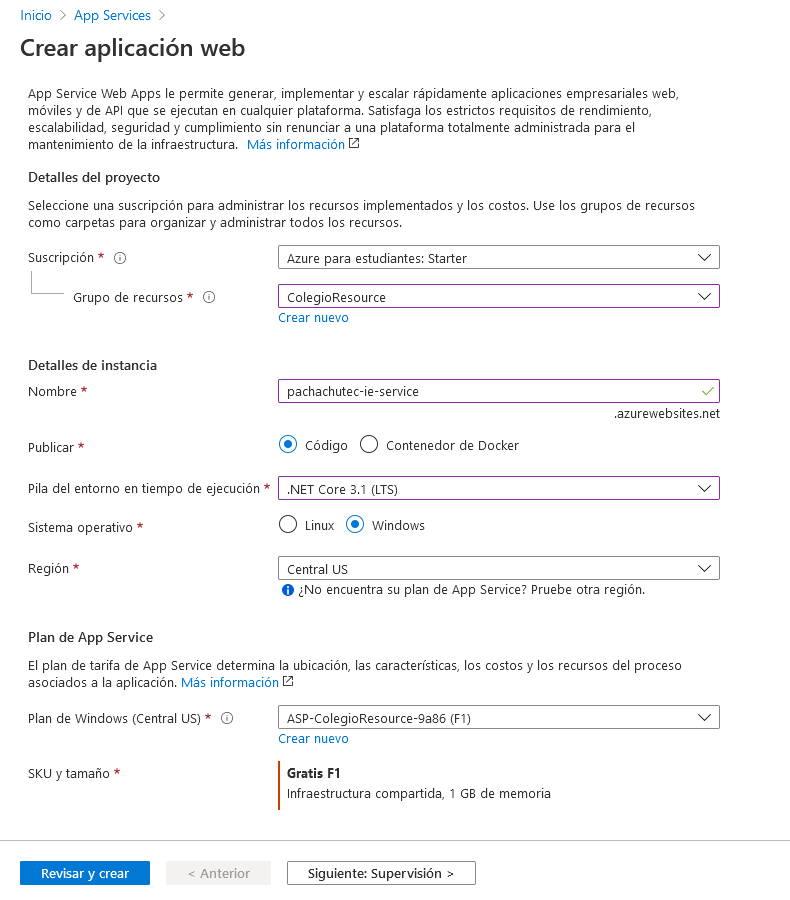 Inicio > App Services >
Crear aplicación web
App Service Web Apps le permite generar, implementar y escalar rápidamente aplicaciones empresariales web,
móviles y de API que se ejecutan en cualquier plataforma. Satisfaga los estrictos requisitos de rendimiento,
escalabilidad, seguridad y cumplimiento sin renunciar a una plataforma totalmente administrada para el
mantenimiento de la infraestructura. Más información
Detalles del proyecto
Seleccione una suscripción para administrar los recursos implementados y los costos. Use los grupos de recursos
como carpetas para organizar y administrar todos los recursos.
Suscripción * Azure para estudiantes: Starter
Grupo de recursos * ColegioResource
Crear nuevo
Detalles de instancia
Nombre * pachachutec-ie-service
.azurewebsites.net
Publicar * Código Contenedor de Docker
Pila del entorno en tiempo de ejecución * .NET Core 3.1 (LTS)
Sistema operativo * Linux Windows
Región * Central US
¿No encuentra su plan de App Service? Pruebe otra región.
Plan de App Service
El plan de tarifa de App Service determina la ubicación, las características, los costos y los recursos del proceso
asociados a la aplicación. Más información
Plan de Windows (Central US) * ASP-ColegioResource-9a86 (F1)
Crear nuevo
SKU y tamaño * Gratis F1
Infraestructura compartida, 1 GB de memoria
Revisar y crear < Anterior Siguiente: Supervisión >